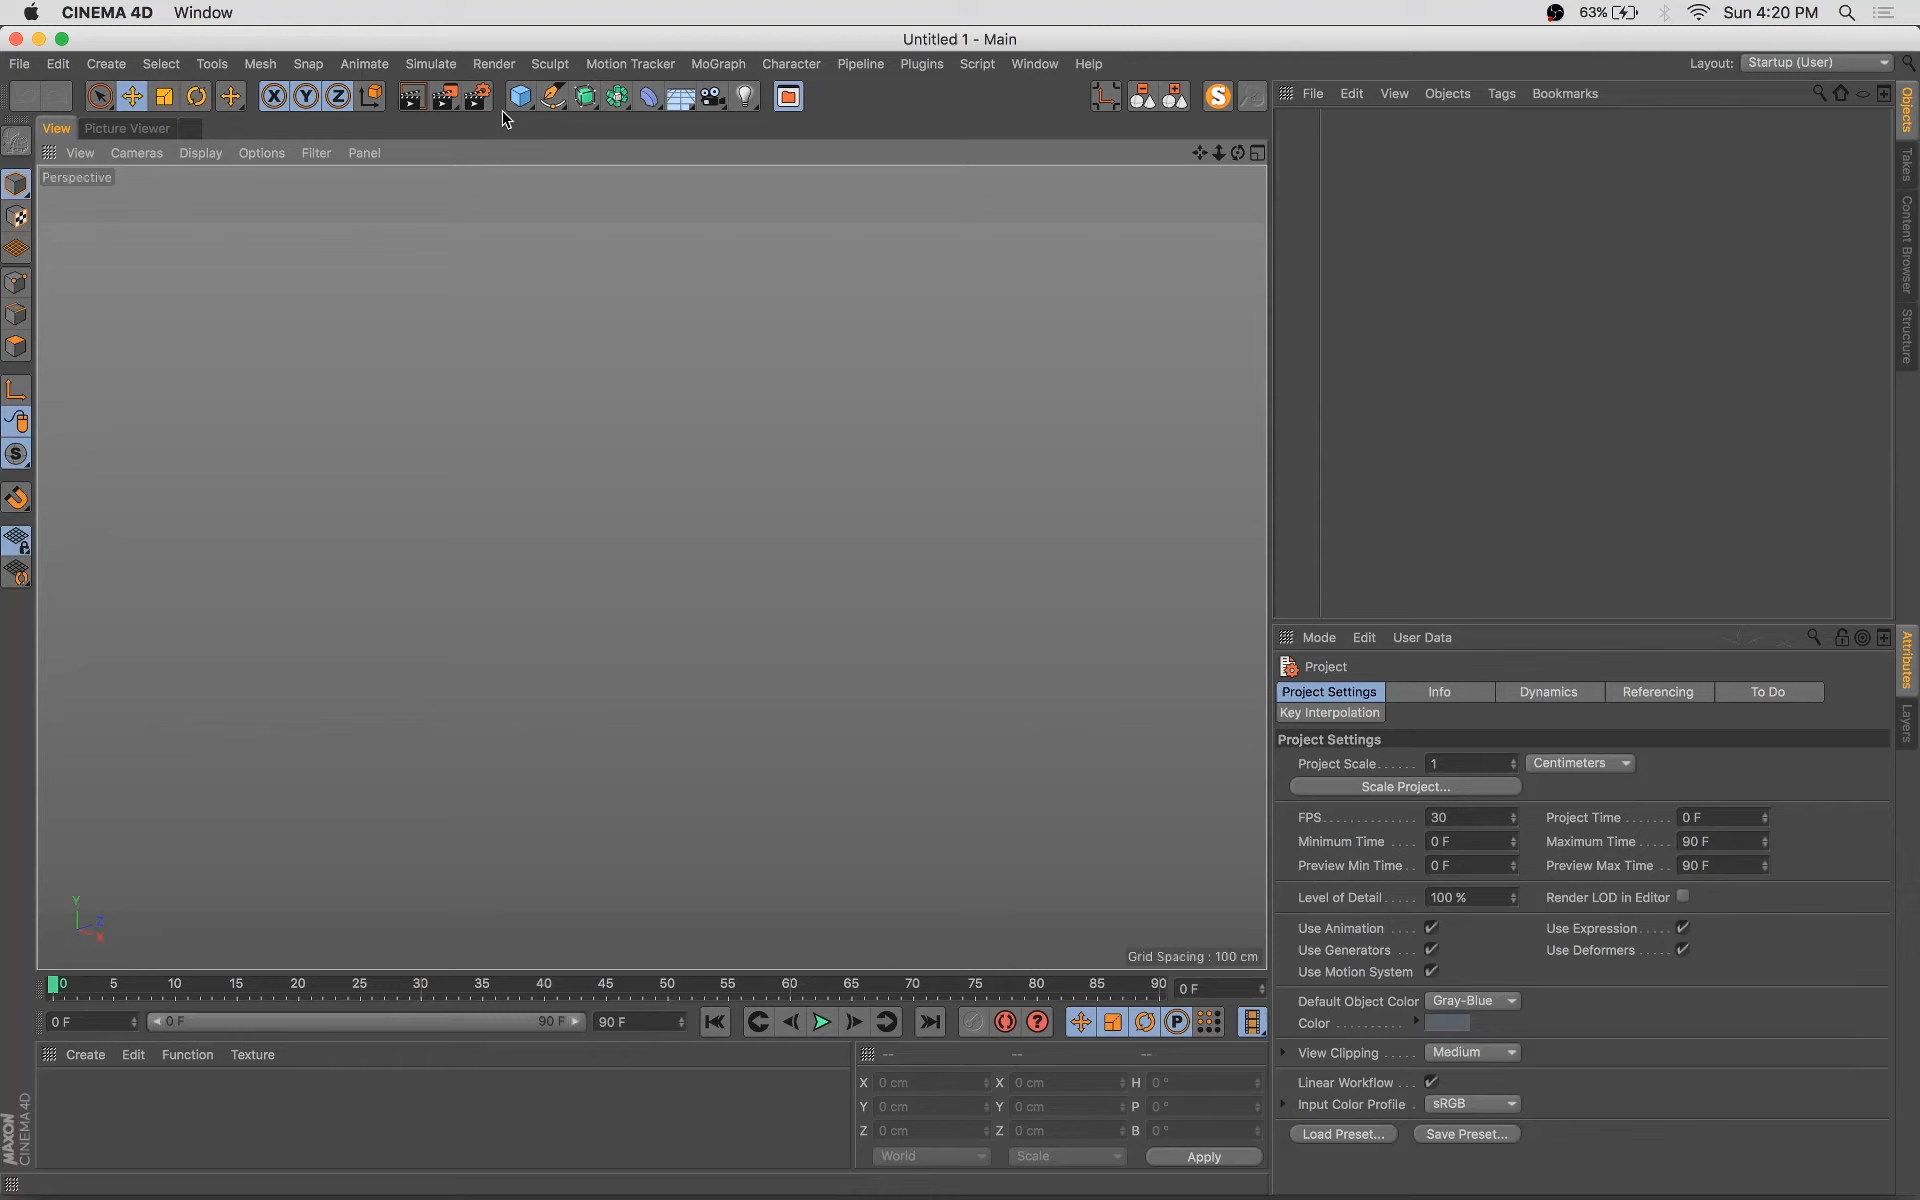 CINEMA 4D Window 63% Sun 4:20 PM
Untitled 1 - Main
File Edit Create Select Tools Mesh Snap Animate Simulate Render Sculpt Motion Tracker MoGraph Character Pipeline Plugins Script Window Help Layout: Startup (User)
X Y Z S File Edit View Objects Tags Bookmarks
View Picture Viewer
View Cameras Display Options Filter Panel
Perspective
Objects
Takes
Content Browser
Structure
S
Mode Edit User Data
Project
Project Settings Info Dynamics Referencing To Do
Key Interpolation
Attributes
Layers
Project Settings
Project Scale 1 Centimeters
Scale Project...
FPS 30 Project Time 0 F
Minimum Time 0 F Maximum Time 90 F
Preview Min Time 0 F Preview Max Time 90 F
Level of Detail 100 % Render LOD in Editor
Use Animation Use Expression
Use Generators Use Deformers
Use Motion System
Default Object Color Gray-Blue
Color
View Clipping Medium
Linear Workflow
Input Color Profile sRGB
Load Preset... Save Preset...
Y
Z
X
Grid Spacing : 100 cm
0 5 10 15 20 25 30 35 40 45 50 55 60 65 70 75 80 85 90 0 F
0 F 0 F 90 F 90 F ? P
Create Edit Function Texture -- -- --
X 0 cm X 0 cm H 0 °
Y 0 cm Y 0 cm P 0 °
Z 0 cm Z 0 cm B 0 °
World Scale Apply
MAXON
CINEMA 4D